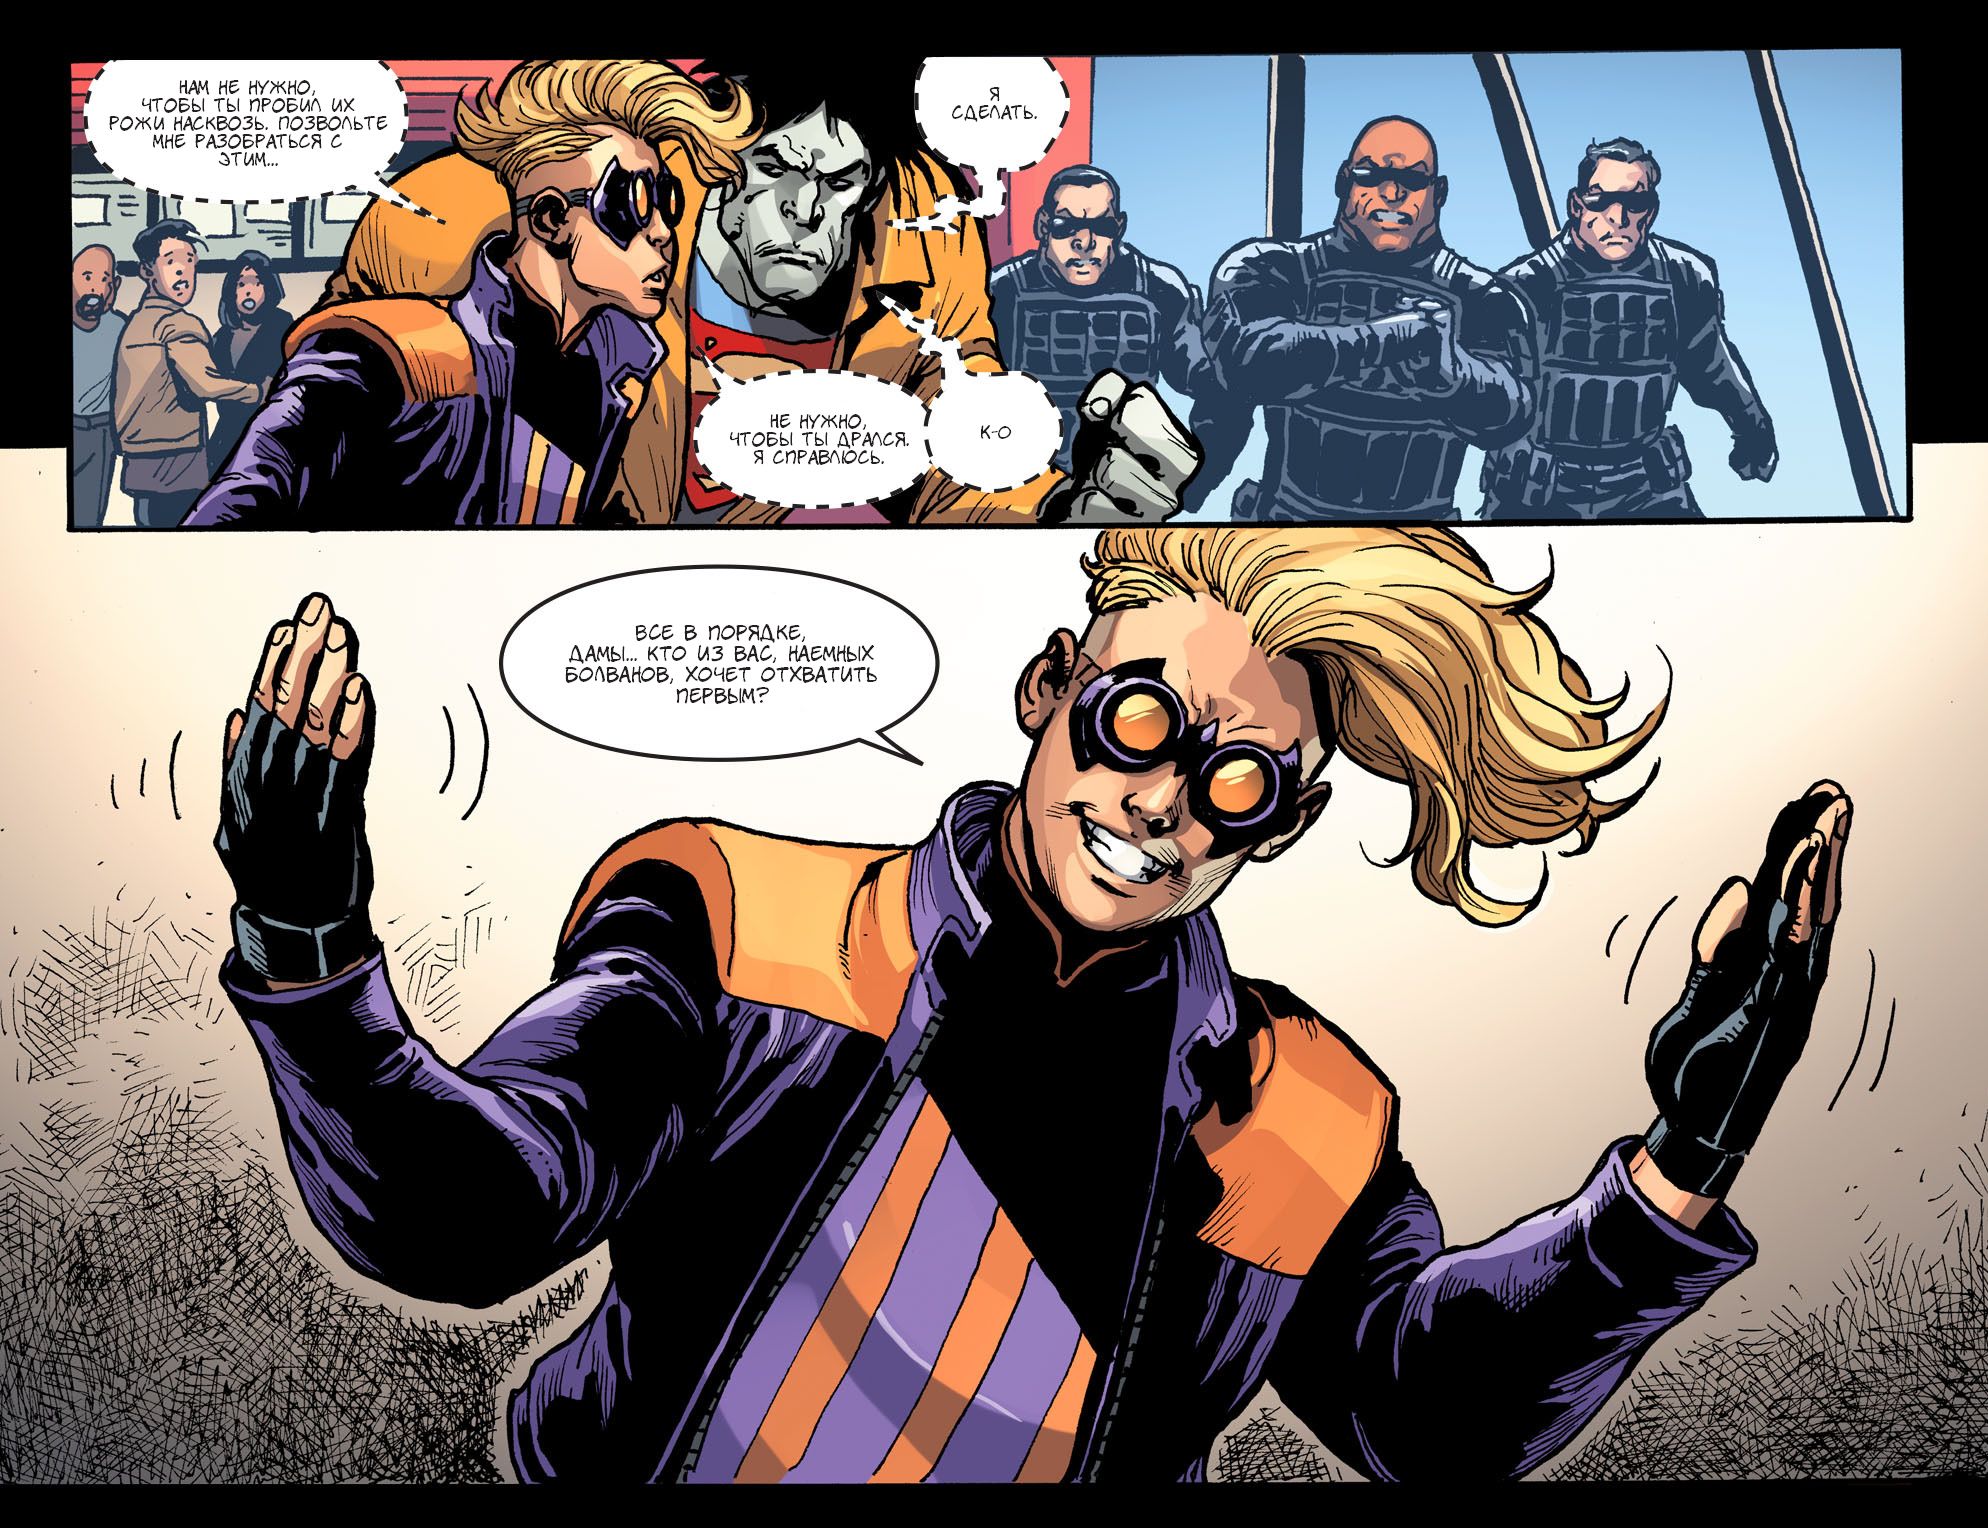 НАМ НЕ НУЖНО,
ЧТОБЫ ТЫ ПРОБИЛ ИХ
РОЖИ НАСКВОЗЬ. ПОЗВОЛЬТЕ
МНЕ РАЗОБРАТЬСЯ С
ЭТИМ...
Я
СДЕЛАТЬ.
НЕ НУЖНО,
ЧТОБЫ ТЫ ДРАЛСЯ.
Я СПРАВЛЮСЬ.
К-О
ВСЕ В ПОРЯДКЕ,
ДАМЫ... КТО ИЗ ВАС, НАЕМНЫХ
БОЛВАНОВ, ХОЧЕТ ОТХВАТИТЬ
ПЕРВЫМ?